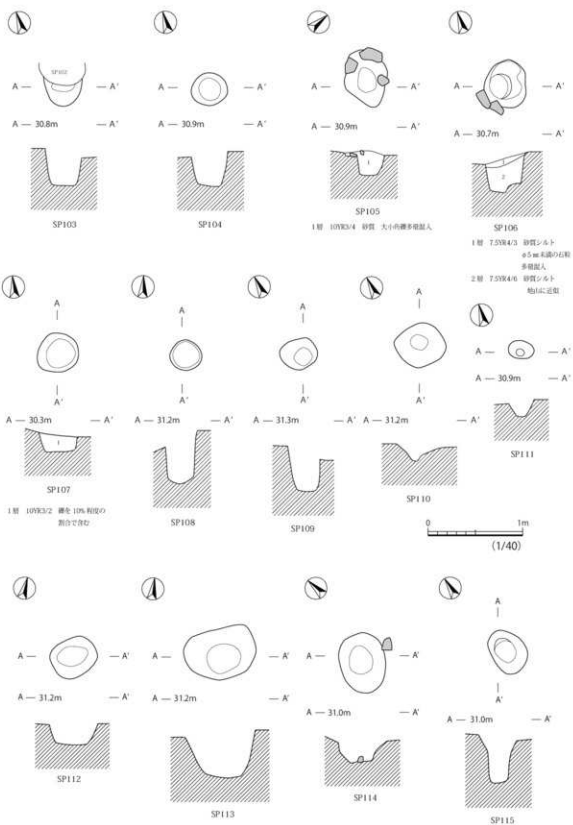 SP102
A — — A'
A — 30.8m — A'
SP103
A — — A'
A — 30.9m — A'
SP104
A — — A'
A — 30.9m — A'
1
SP105
1層 10YR3/4 砂質 大小角礫多量混入
A — — A'
A — 30.7m — A'
1
2
SP106
1層 7.5YR4/3 砂質シルト
φ5㎜未満の石粒
多量混入
2層 7.5YR4/6 砂質シルト
地山に近似
A
A'
A — 30.3m — A'
1
SP107
1層 10YR3/2 礫を10%程度の
割合で含む
A
A'
A — 31.2m — A'
SP108
A
A'
A — 31.3m — A'
SP109
A
A'
A — 31.2m — A'
SP110
A — — A'
A — 30.9m — A'
SP111
0 1m
(1/40)
A — — A'
A — 31.2m — A'
SP112
A — — A'
A — 31.2m — A'
SP113
A — — A'
A — 31.0m — A'
SP114
A
A'
A — 31.0m — A'
SP115